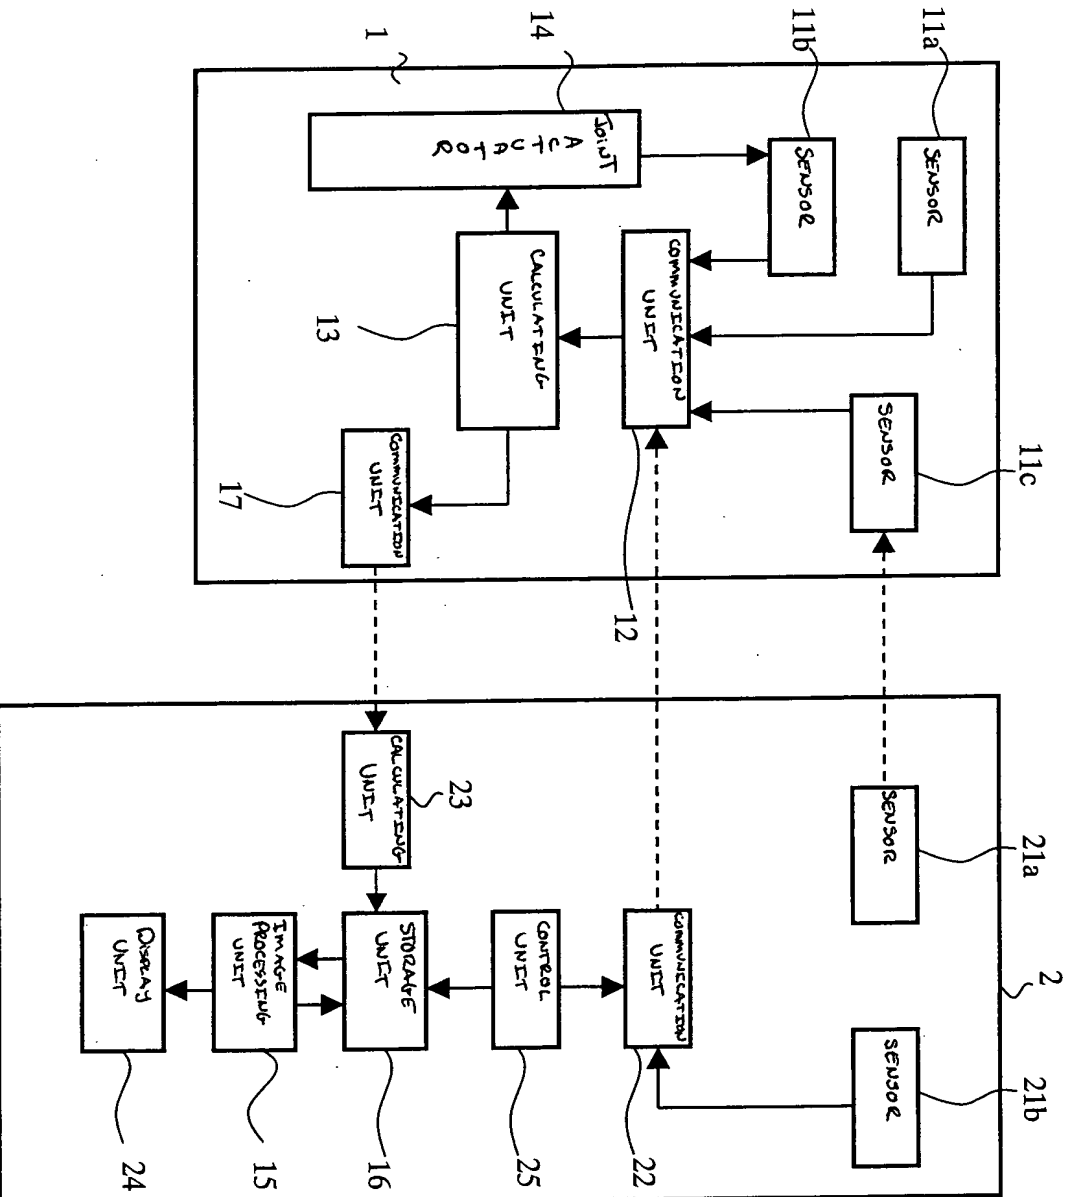 2
11a
11c
21a
21b
SENSOR
SENSOR
SENSOR
SENSOR
11b
SENSOR
COMMUNICATION
UNIT
12
COMMUNICATION
UNIT
22
14
JOINT
ACTUATOR
CALCULATING
UNIT
13
CONTROL
UNIT
25
1
COMMUNICATION
UNIT
17
CALCULATING
UNIT
23
STORAGE
UNIT
16
IMAGE
PROCESSING
UNIT
15
DISPLAY
UNIT
24